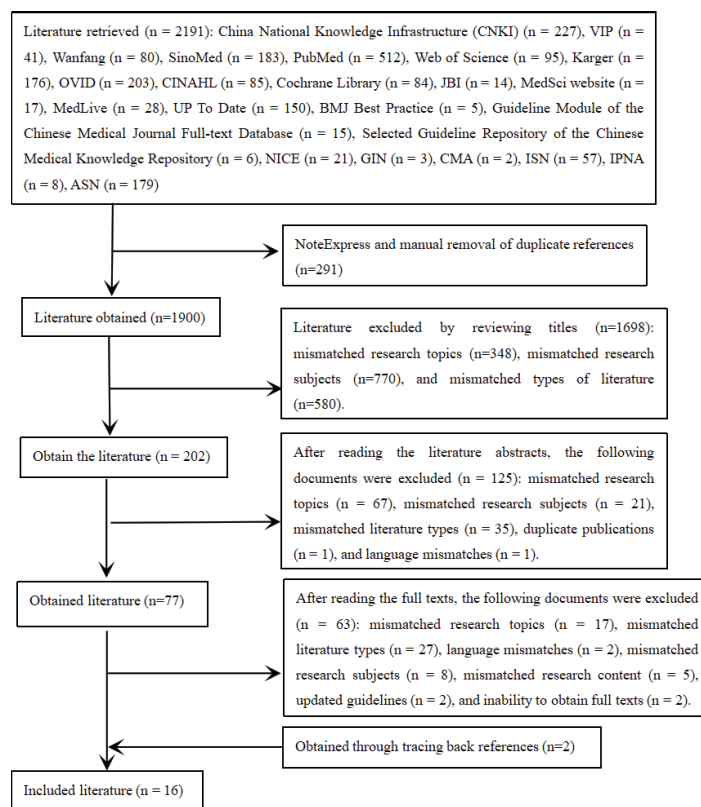 Literature retrieved (n = 2191): China National Knowledge Infrastructure (CNKI) (n = 227), VIP (n =
41), Wanfang (n = 80), SinoMed (n = 183), PubMed (n = 512), Web of Science (n = 95), Karger (n =
176), OVID (n = 203), CINAHL (n = 85), Cochrane Library (n = 84), JBI (n = 14), MedSci website (n =
17), MedLive (n = 28), UP To Date (n = 150), BMJ Best Practice (n = 5), Guideline Module of the
Chinese Medical Journal Full-text Database (n = 15), Selected Guideline Repository of the Chinese
Medical Knowledge Repository (n = 6), NICE (n = 21), GIN (n = 3), CMA (n = 2), ISN (n = 57), IPNA
(n = 8), ASN (n = 179)
NoteExpress and manual removal of duplicate references
(n=291)
Literature obtained (n=1900)
Literature excluded by reviewing titles (n=1698):
mismatched research topics (n=348), mismatched research
subjects (n=770), and mismatched types of literature
(n=580).
Obtain the literature (n = 202)
After reading the literature abstracts, the following
documents were excluded (n = 125): mismatched research
topics (n = 67), mismatched research subjects (n = 21),
mismatched literature types (n = 35), duplicate publications
(n = 1), and language mismatches (n = 1).
Obtained literature (n=77)
After reading the full texts, the following documents were excluded
(n = 63): mismatched research topics (n = 17), mismatched
literature types (n = 27), language mismatches (n = 2), mismatched
research subjects (n = 8), mismatched research content (n = 5),
updated guidelines (n = 2), and inability to obtain full texts (n = 2).
Obtained through tracing back references (n=2)
Included literature (n = 16)